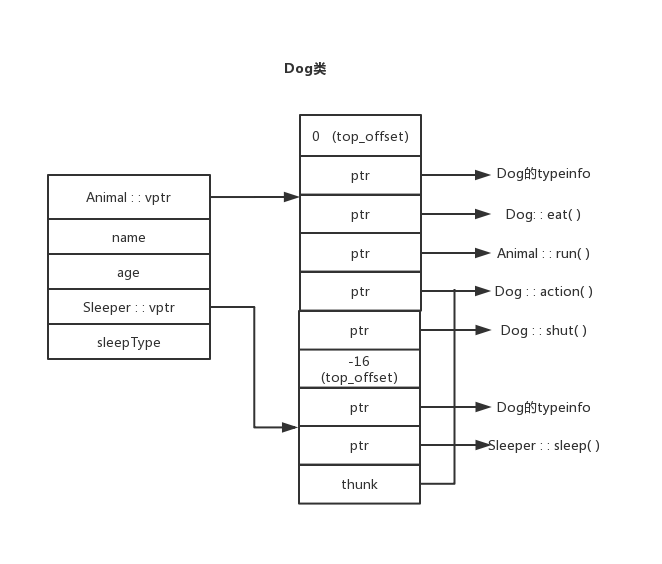 Dog类
0 (top_offset)
ptr
Dog的typeinfo
Animal : : vptr
ptr
Dog: : eat( )
name
ptr
Animal : : run( )
age
ptr
Dog : : action( )
Sleeper : : vptr
ptr
Dog : : shut( )
sleepType
-16
(top_offset)
ptr
Dog的typeinfo
ptr
Sleeper : : sleep( )
thunk